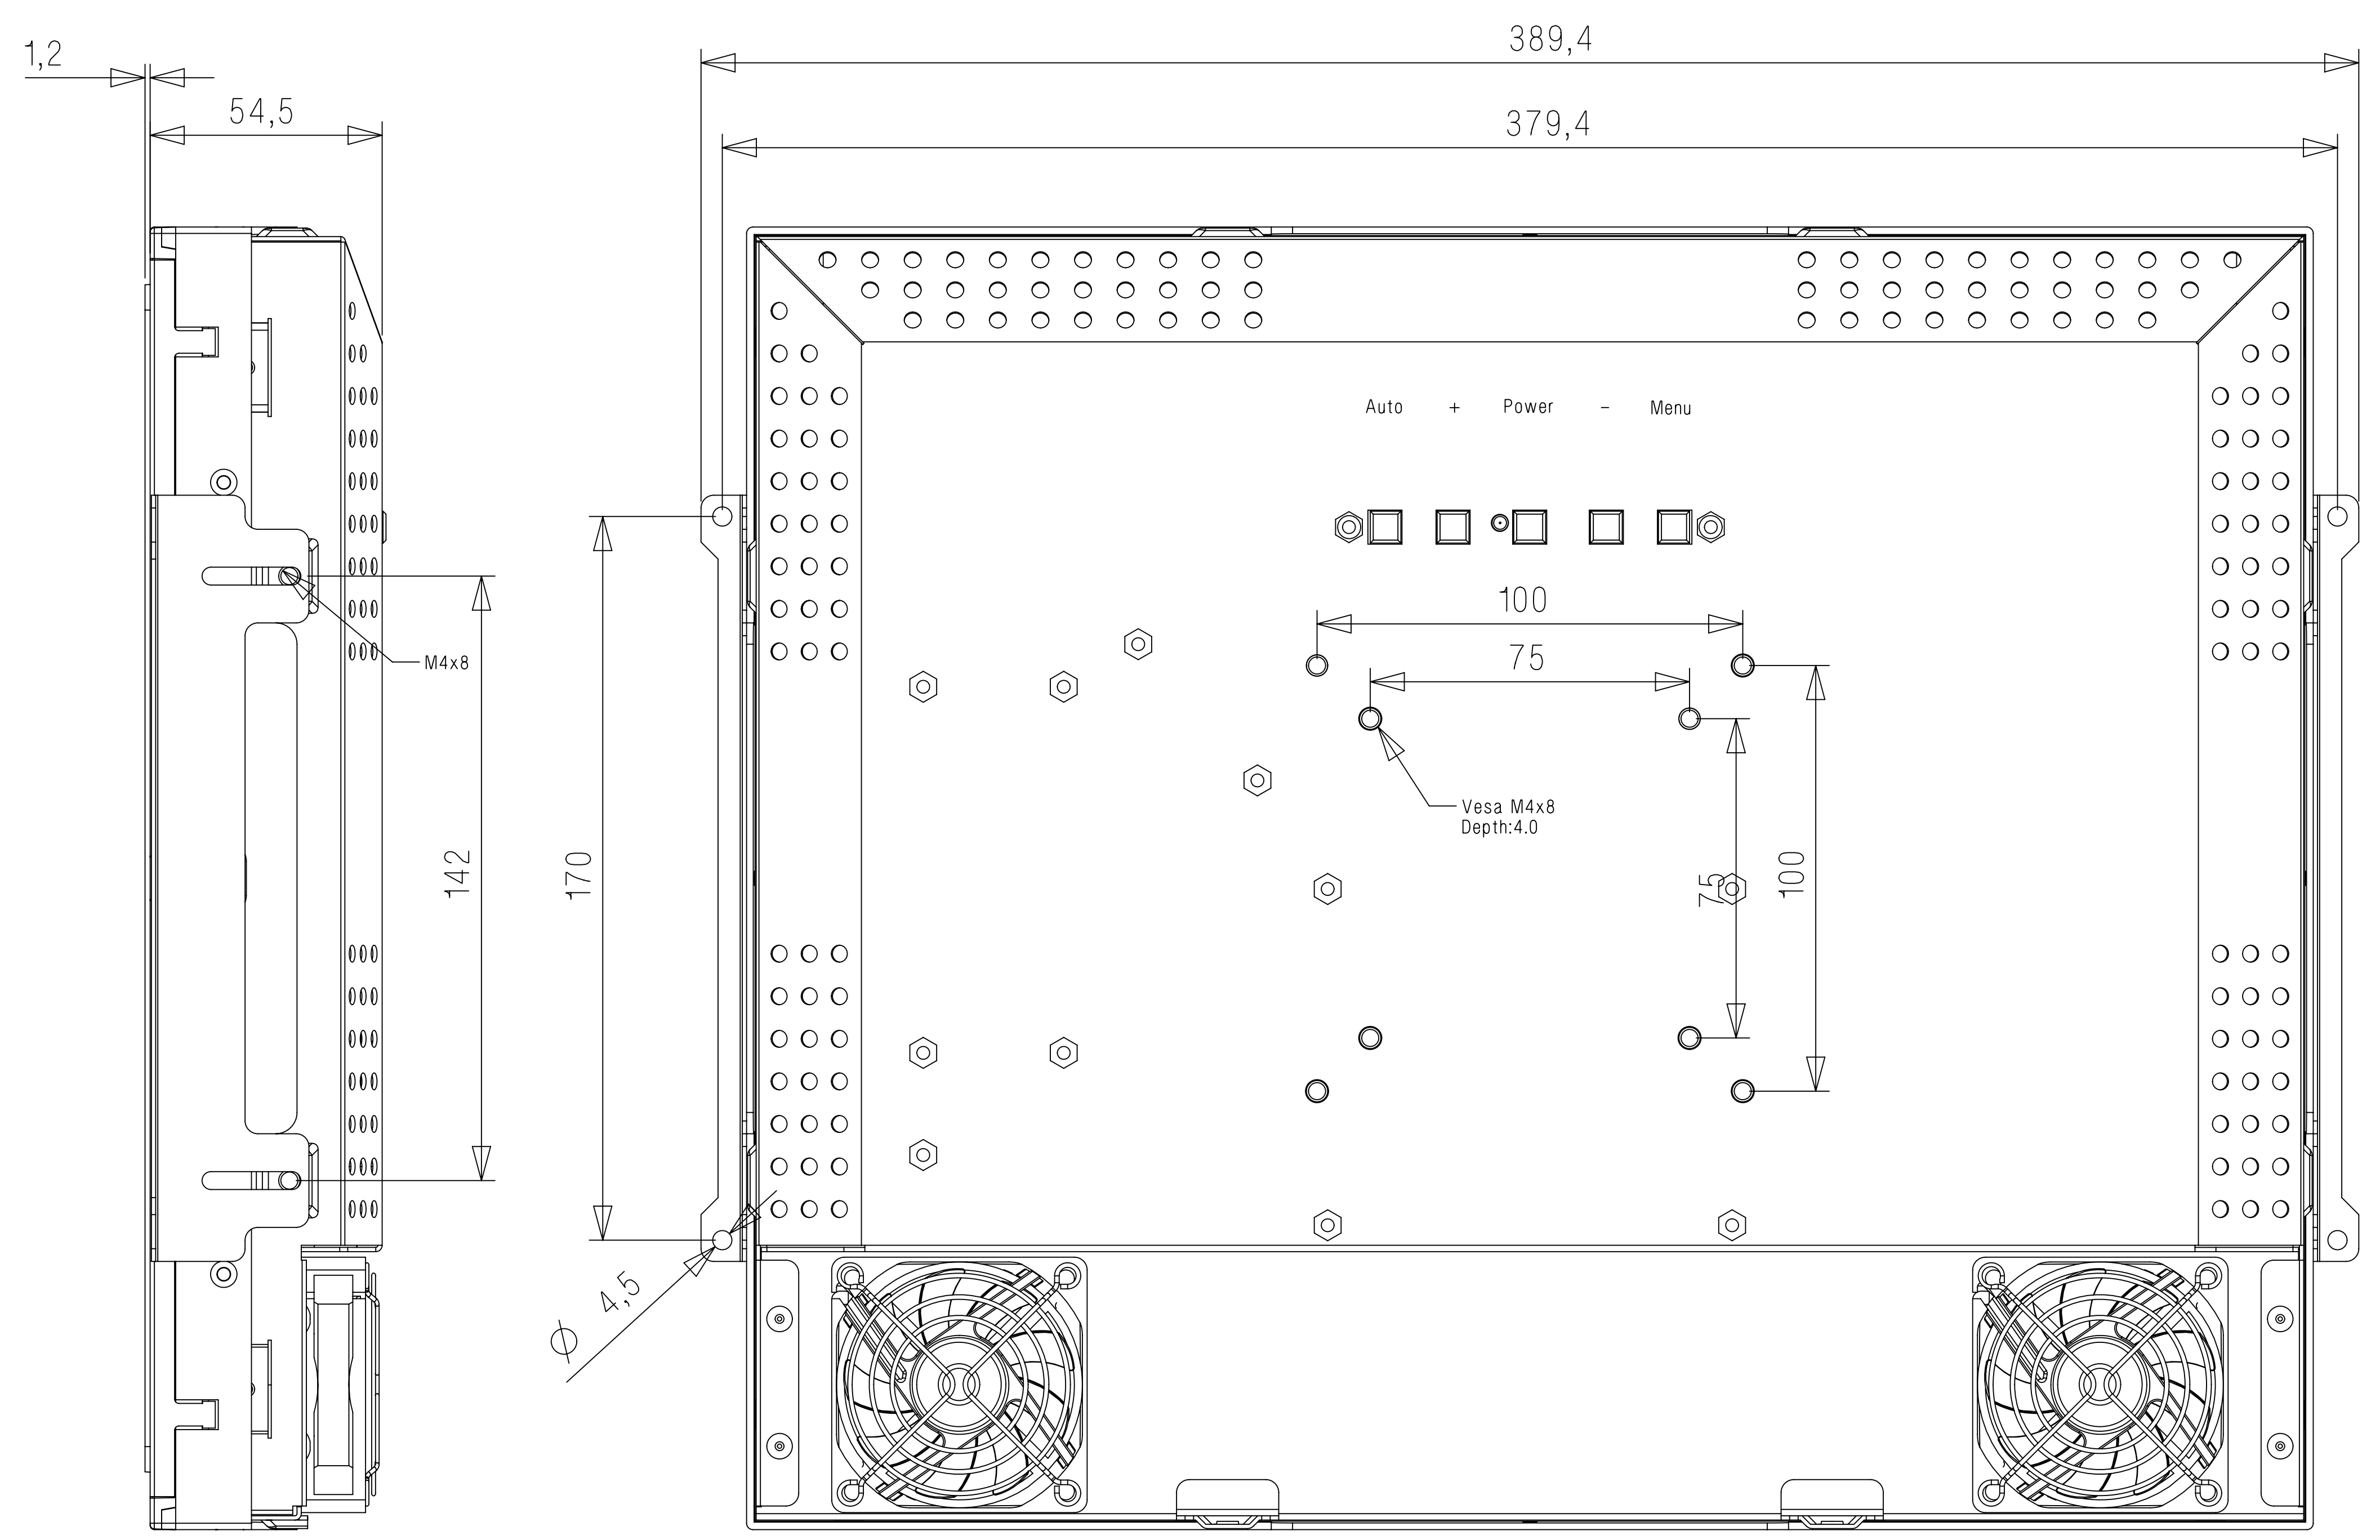 1,2
389,4
54,5
379,4
Auto + Power - Menu
100
75
M4x8
Vesa M4x8
Depth:4.0
142
170
75
100
Ø 4,5